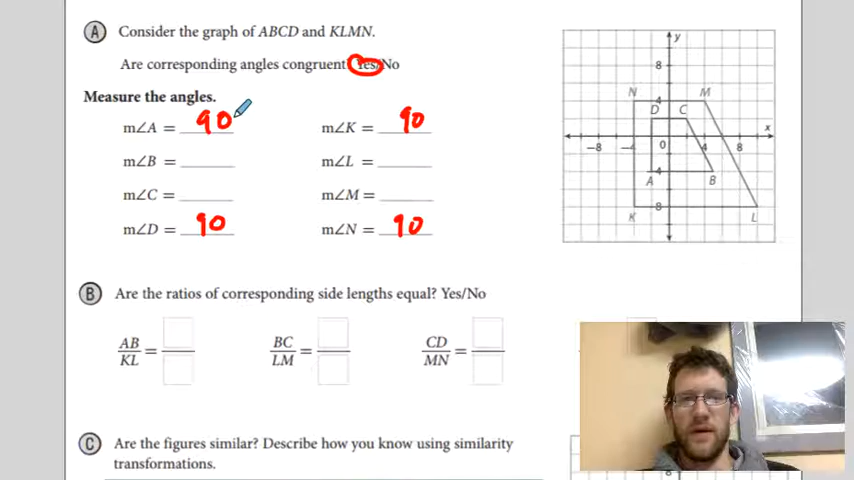 A Consider the graph of ABCD and KLMN.
Are corresponding angles congruent Yes/No
Measure the angles.
m∠A = 90 m∠K = 90
m∠B = m∠L =
m∠C = m∠M =
m∠D = 90 m∠N = 90
y
8
N 4 M
D C
x
−8 −4 0 4 8
A −4 B
K −8 L
B Are the ratios of corresponding side lengths equal? Yes/No
AB/KL = BC/LM = CD/MN =
C Are the figures similar? Describe how you know using similarity
transformations.
8